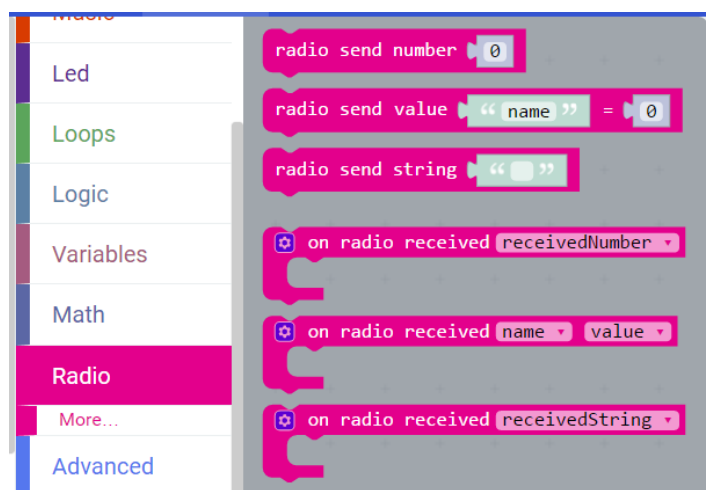 Music
Led
Loops
Logic
Variables
Math
Radio
More...
Advanced
radio send number 0
radio send value “ name ” = 0
radio send string “ ”
on radio received receivedNumber
on radio received name value
on radio received receivedString